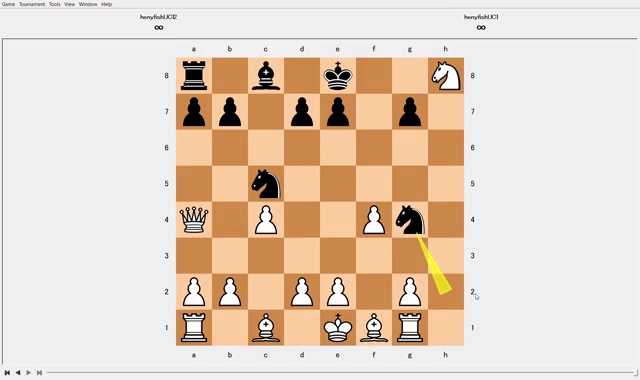 Game Tournament Tools View Window Help
henyfishUCI2 henyfishUCI1
∞ ∞
a b c d e f g h
8 8
7 7
6 6
5 5
4 4
3 3
2 2
1 1
a b c d e f g h